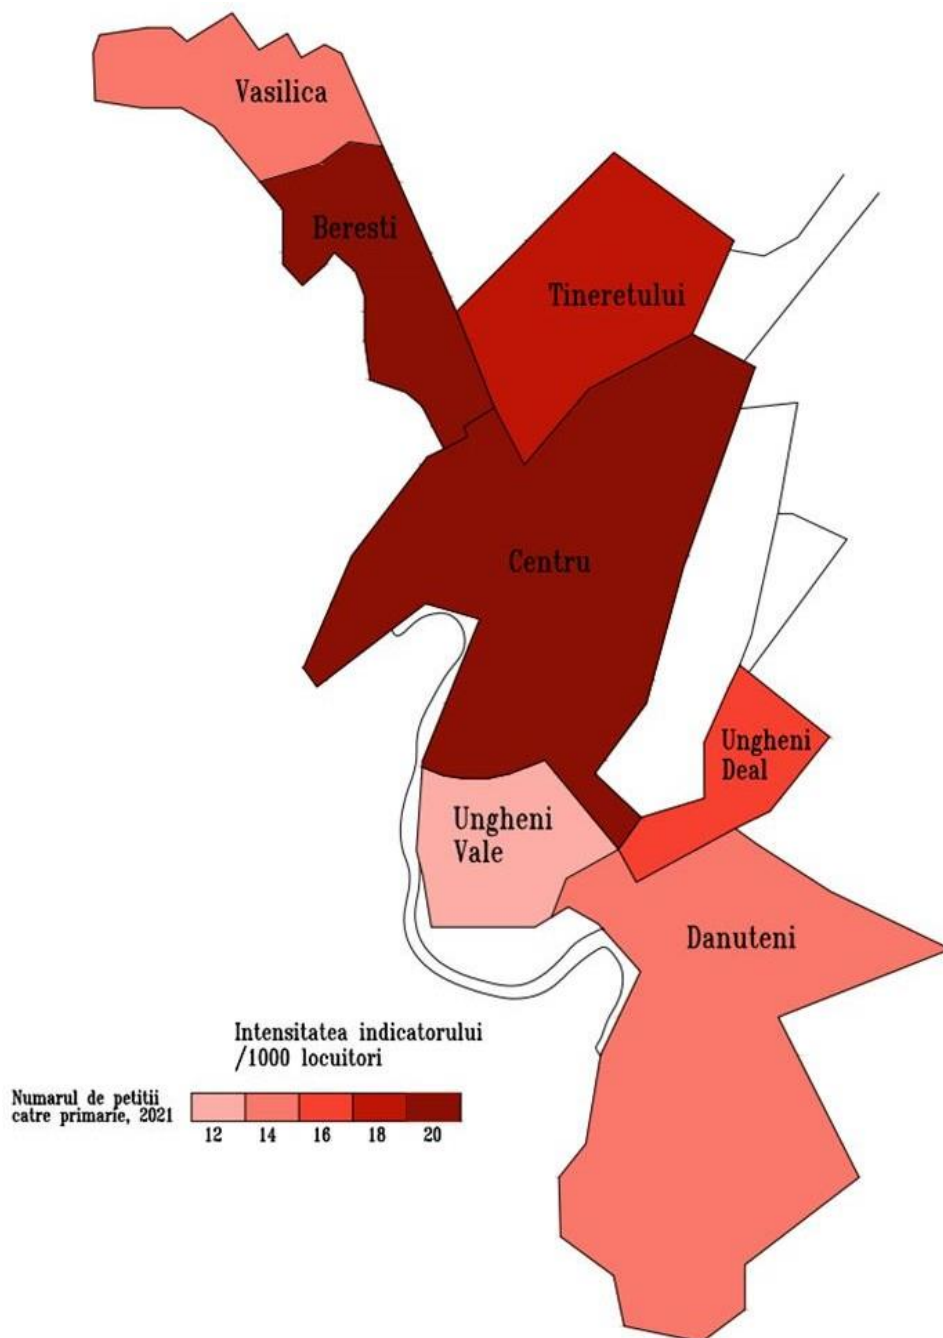 Vasilica
Beresti
Tineretului
Centru
Ungheni
Deal
Ungheni
Vale
Danuteni
Intensitatea indicatorului
/1000 locuitori
Numarul de petitii
catre primarie, 2021
12 14 16 18 20